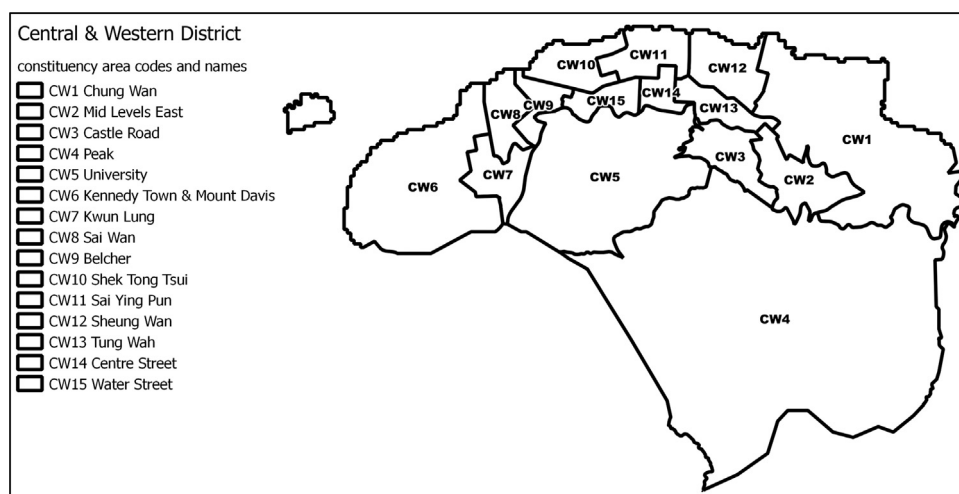 Central & Western District
constituency area codes and names
CW1 Chung Wan
CW2 Mid Levels East
CW3 Castle Road
CW4 Peak
CW5 University
CW6 Kennedy Town & Mount Davis
CW7 Kwun Lung
CW8 Sai Wan
CW9 Belcher
CW10 Shek Tong Tsui
CW11 Sai Ying Pun
CW12 Sheung Wan
CW13 Tung Wah
CW14 Centre Street
CW15 Water Street
CW11
CW10
CW12
CW14
CW15
CW9
CW13
CW8
CW1
CW3
CW7
CW5
CW2
CW6
CW4